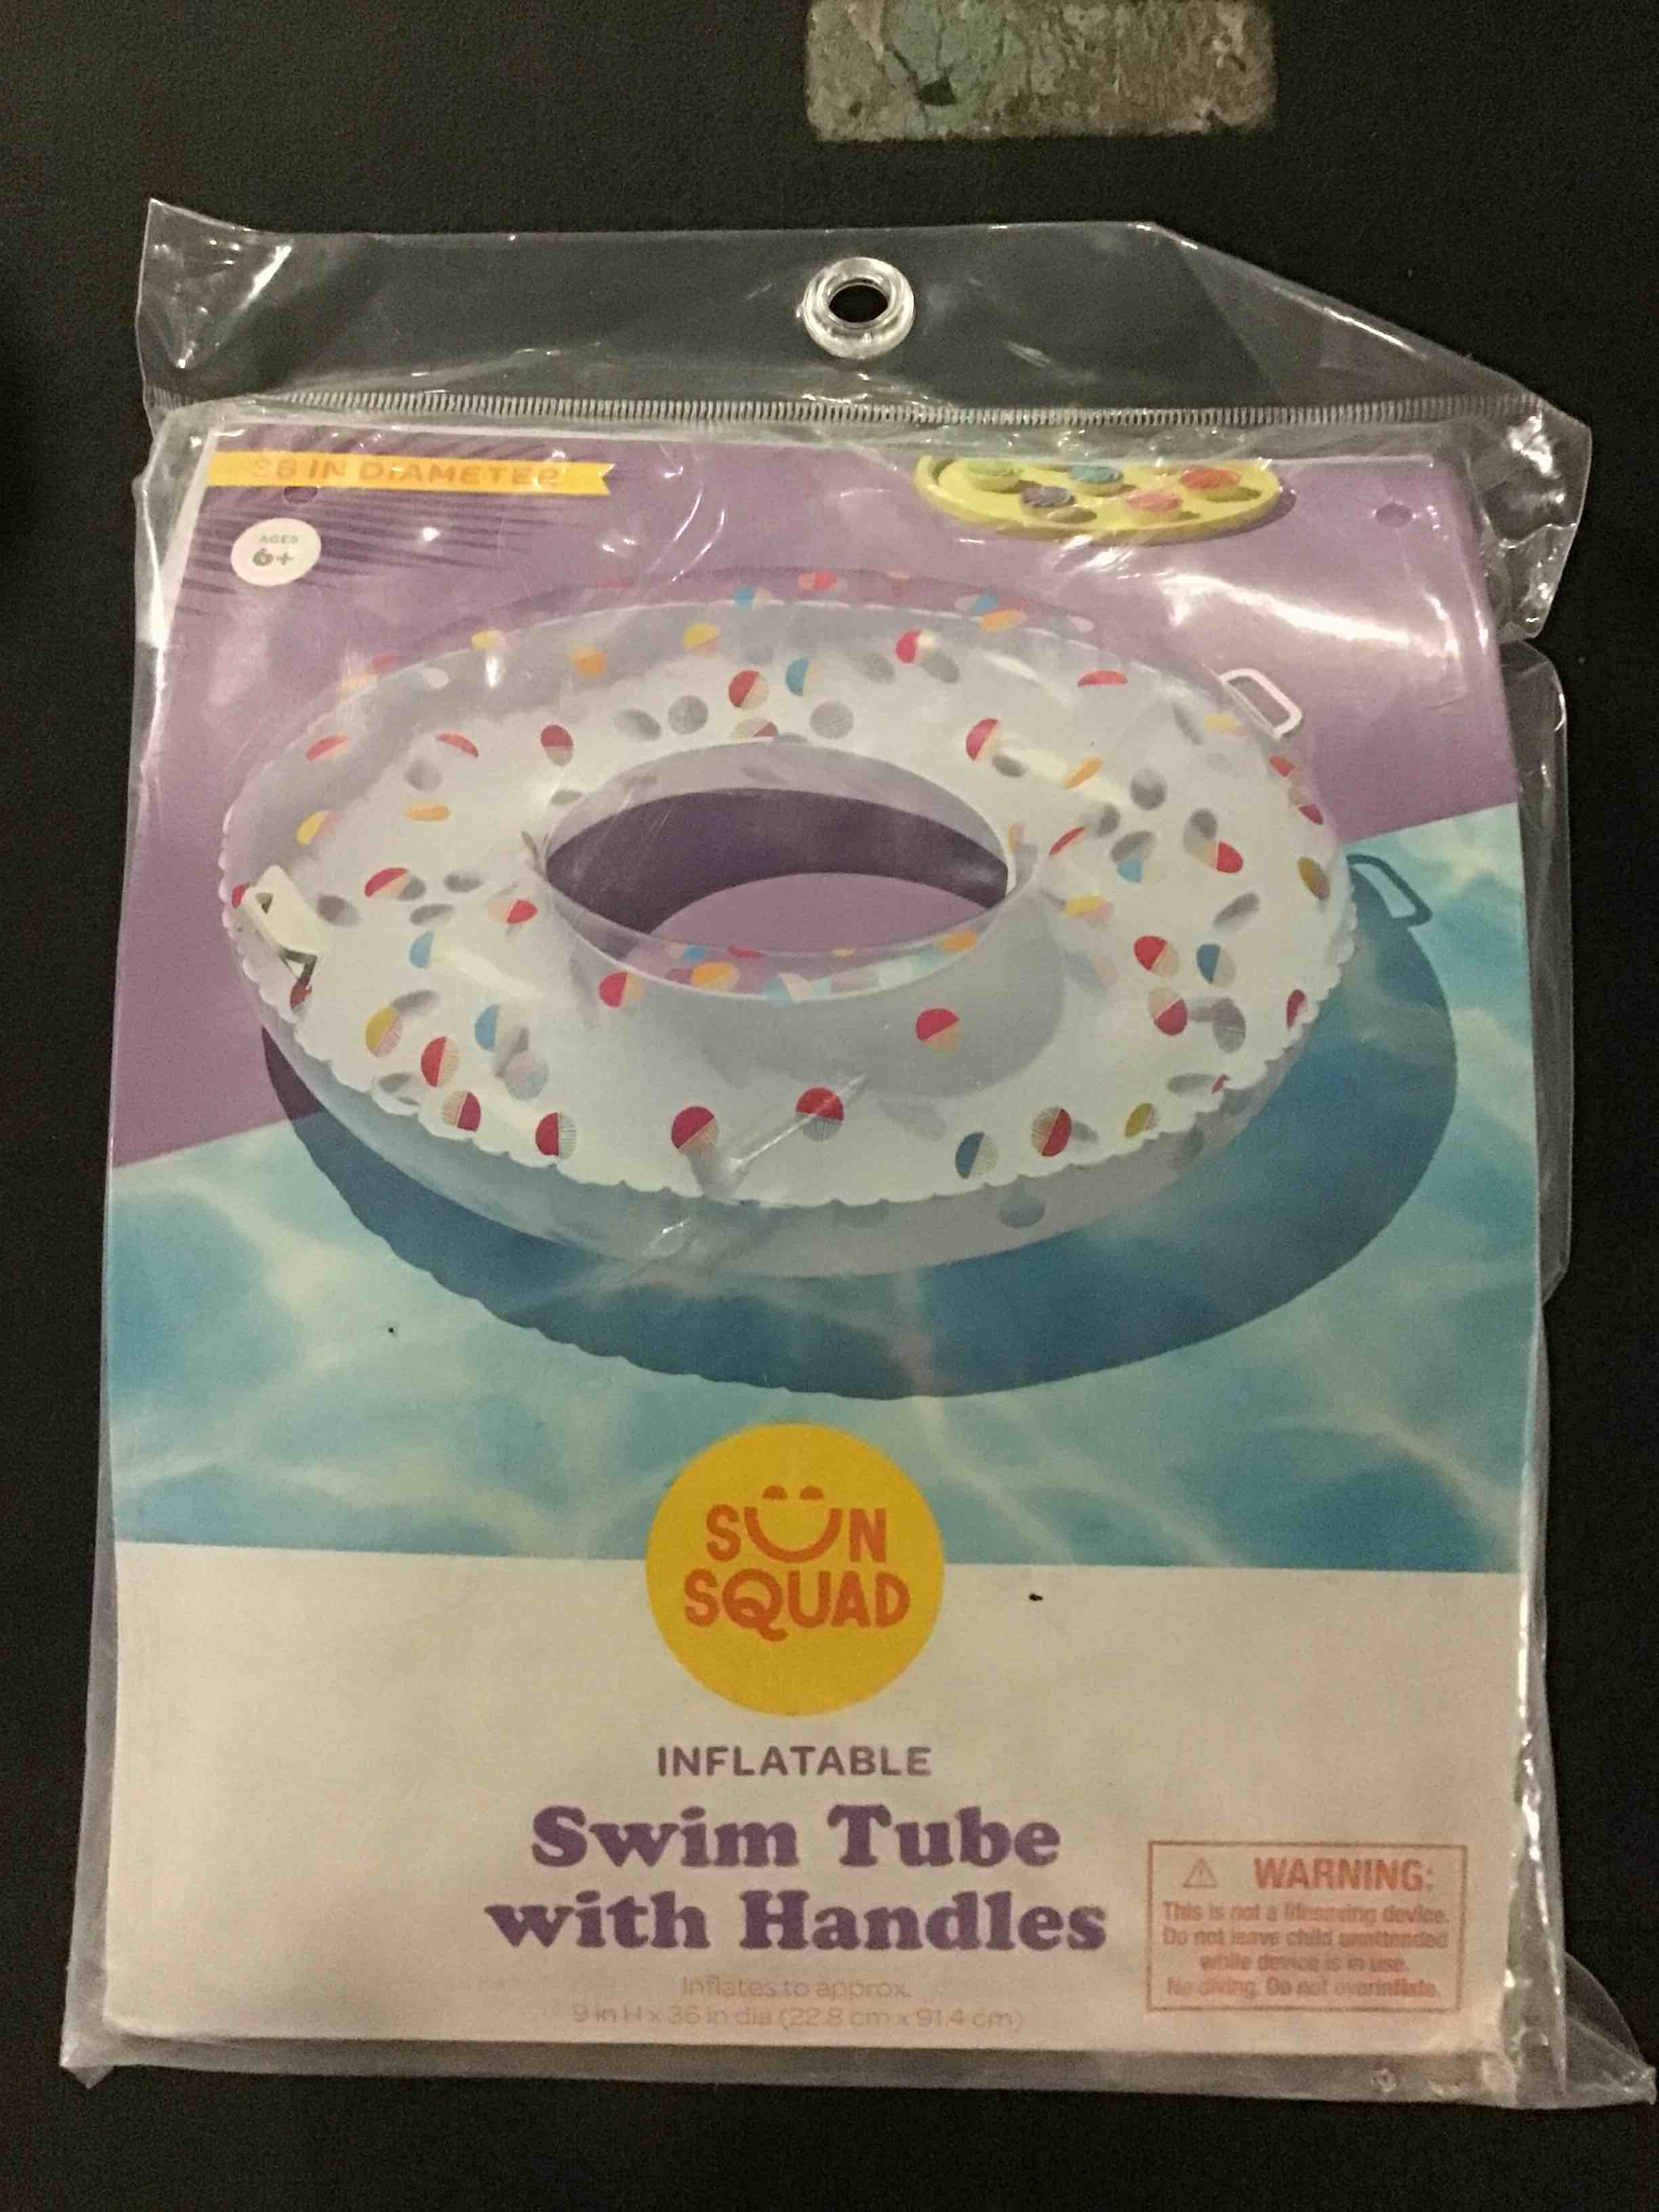 36 IN DIAMETER
AGES
6+
SUN
SQUAD
INFLATABLE
Swim Tube
with Handles
Inflates to approx.
9 in H x 36 in dia (22.8 cm x 91.4 cm)
⚠ WARNING:
This is not a lifesaving device.
Do not leave child unattended
while device is in use.
No diving. Do not overinflate.